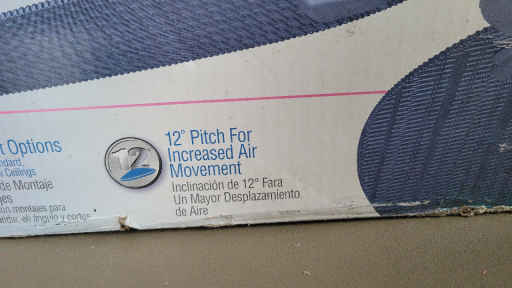 t Options
ndard,
Ceilings
de Montaje
ges
12
12° Pitch For
Increased Air
Movement
Inclinación de 12° Fara
Un Mayor Desplazamiento
de Aire